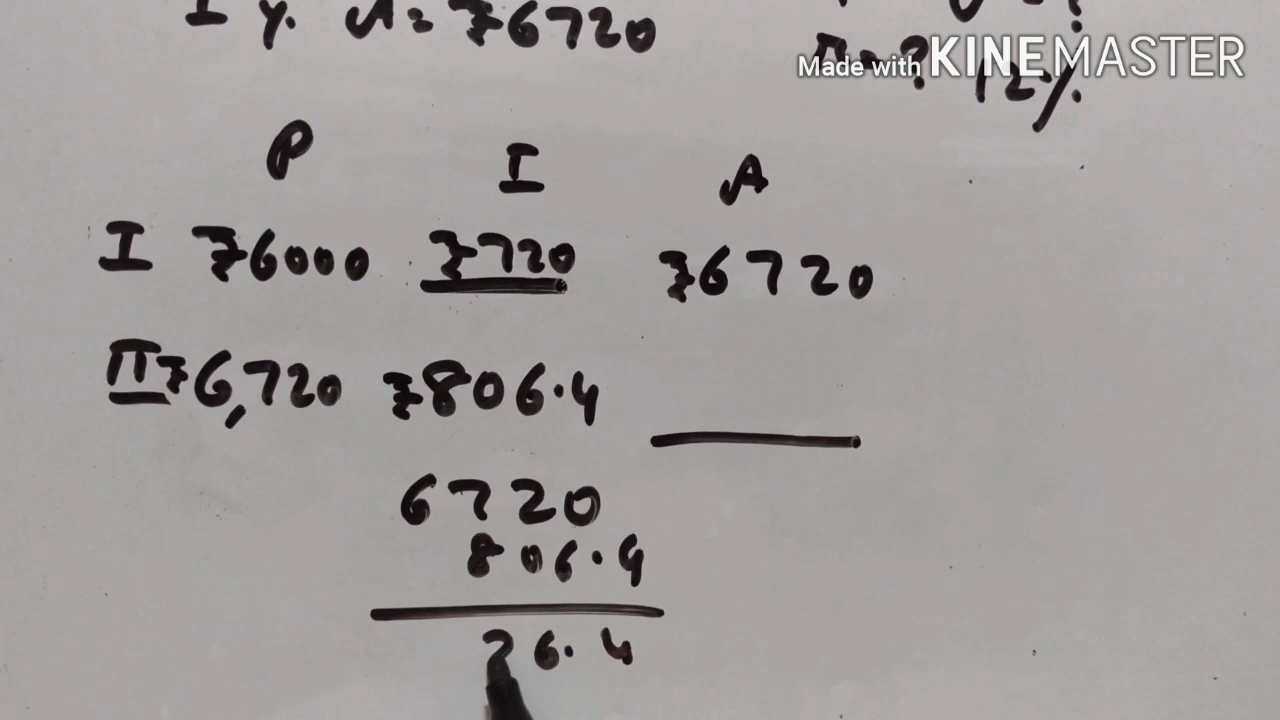 I y. A = ₹6720
= ? 12%
Made with KINEMASTER
P I A
I ₹6000 ₹720 ₹6720
II ₹6,720 ₹806.4
6720
806.4
26.4